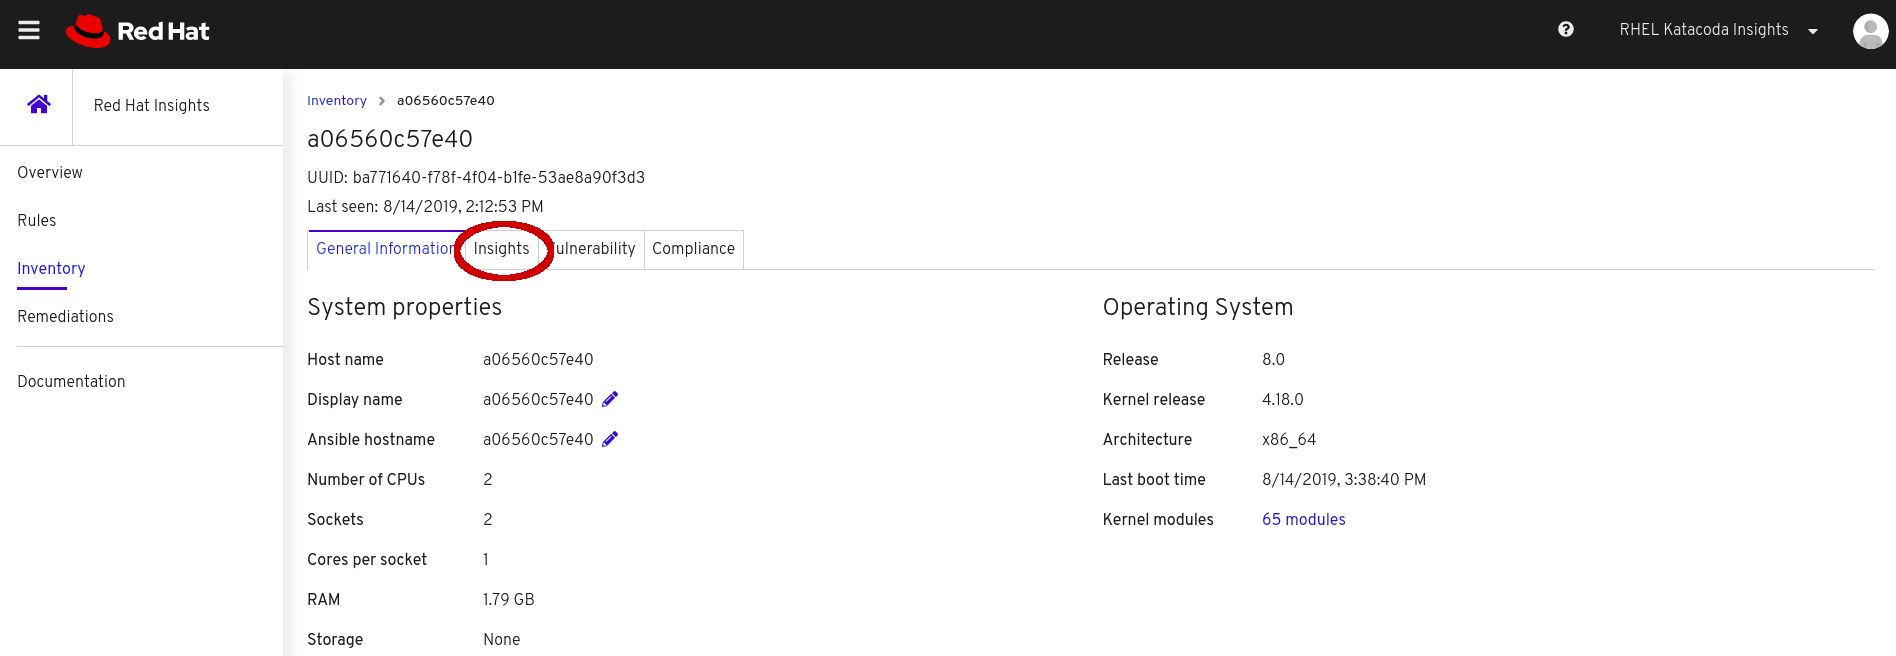 Red Hat
RHEL Katacoda Insights
Red Hat Insights
Overview
Rules
Inventory
Remediations
Documentation
Inventory > a06560c57e40
a06560c57e40
UUID: ba771640-f78f-4f04-b1fe-53ae8a90f3d3
Last seen: 8/14/2019, 2:12:53 PM
General Information Insights Vulnerability Compliance
System properties
Host name a06560c57e40
Display name a06560c57e40
Ansible hostname a06560c57e40
Number of CPUs 2
Sockets 2
Cores per socket 1
RAM 1.79 GB
Storage None
Operating System
Release 8.0
Kernel release 4.18.0
Architecture x86_64
Last boot time 8/14/2019, 3:38:40 PM
Kernel modules 65 modules